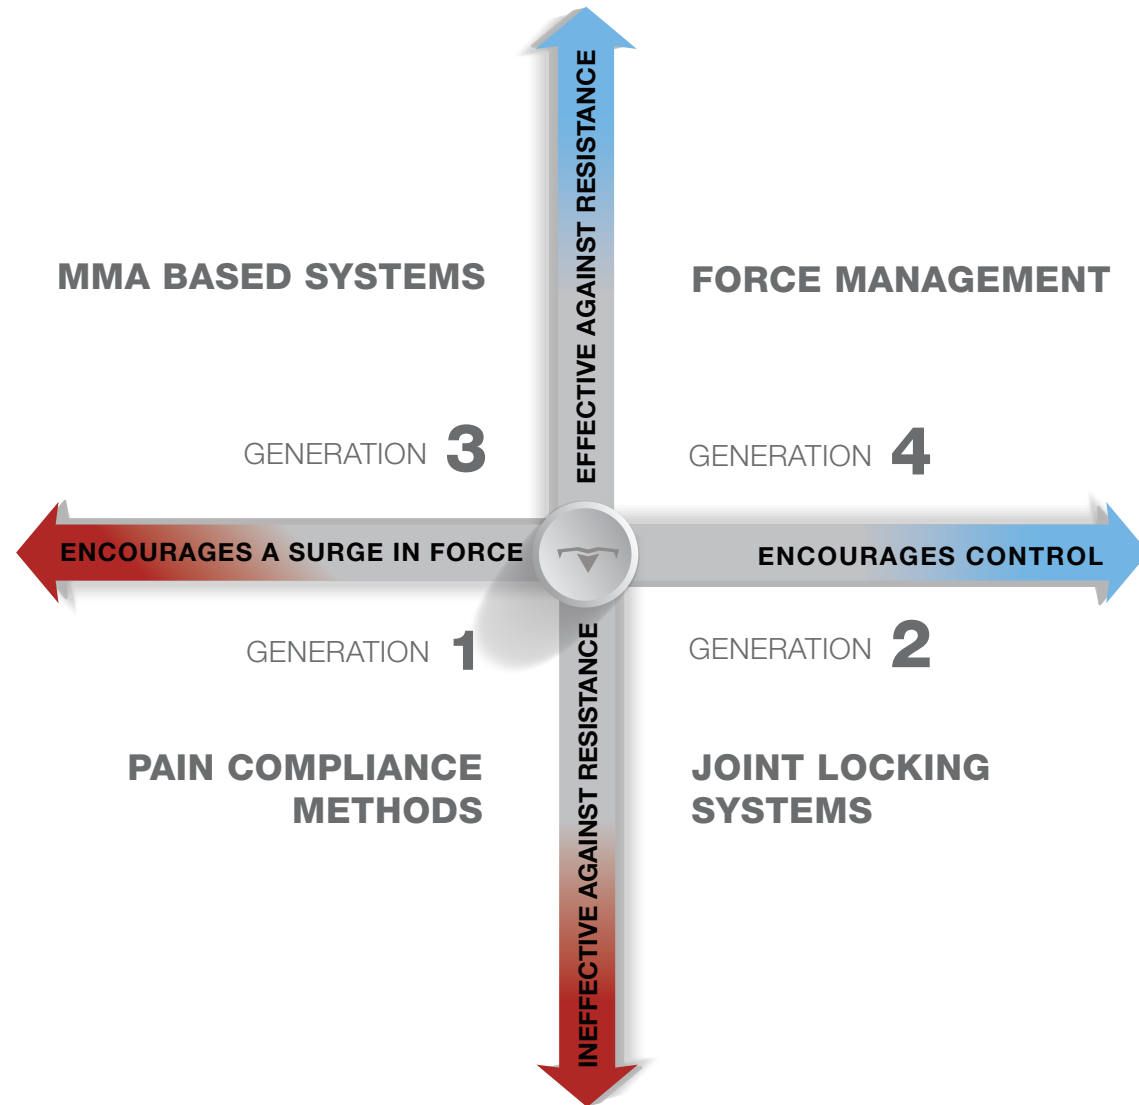 EFFECTIVE AGAINST RESISTANCE
MMA BASED SYSTEMS
FORCE MANAGEMENT
GENERATION 3
GENERATION 4
ENCOURAGES A SURGE IN FORCE
ENCOURAGES CONTROL
GENERATION 1
GENERATION 2
INEFFECTIVE AGAINST RESISTANCE
PAIN COMPLIANCE
METHODS
JOINT LOCKING
SYSTEMS